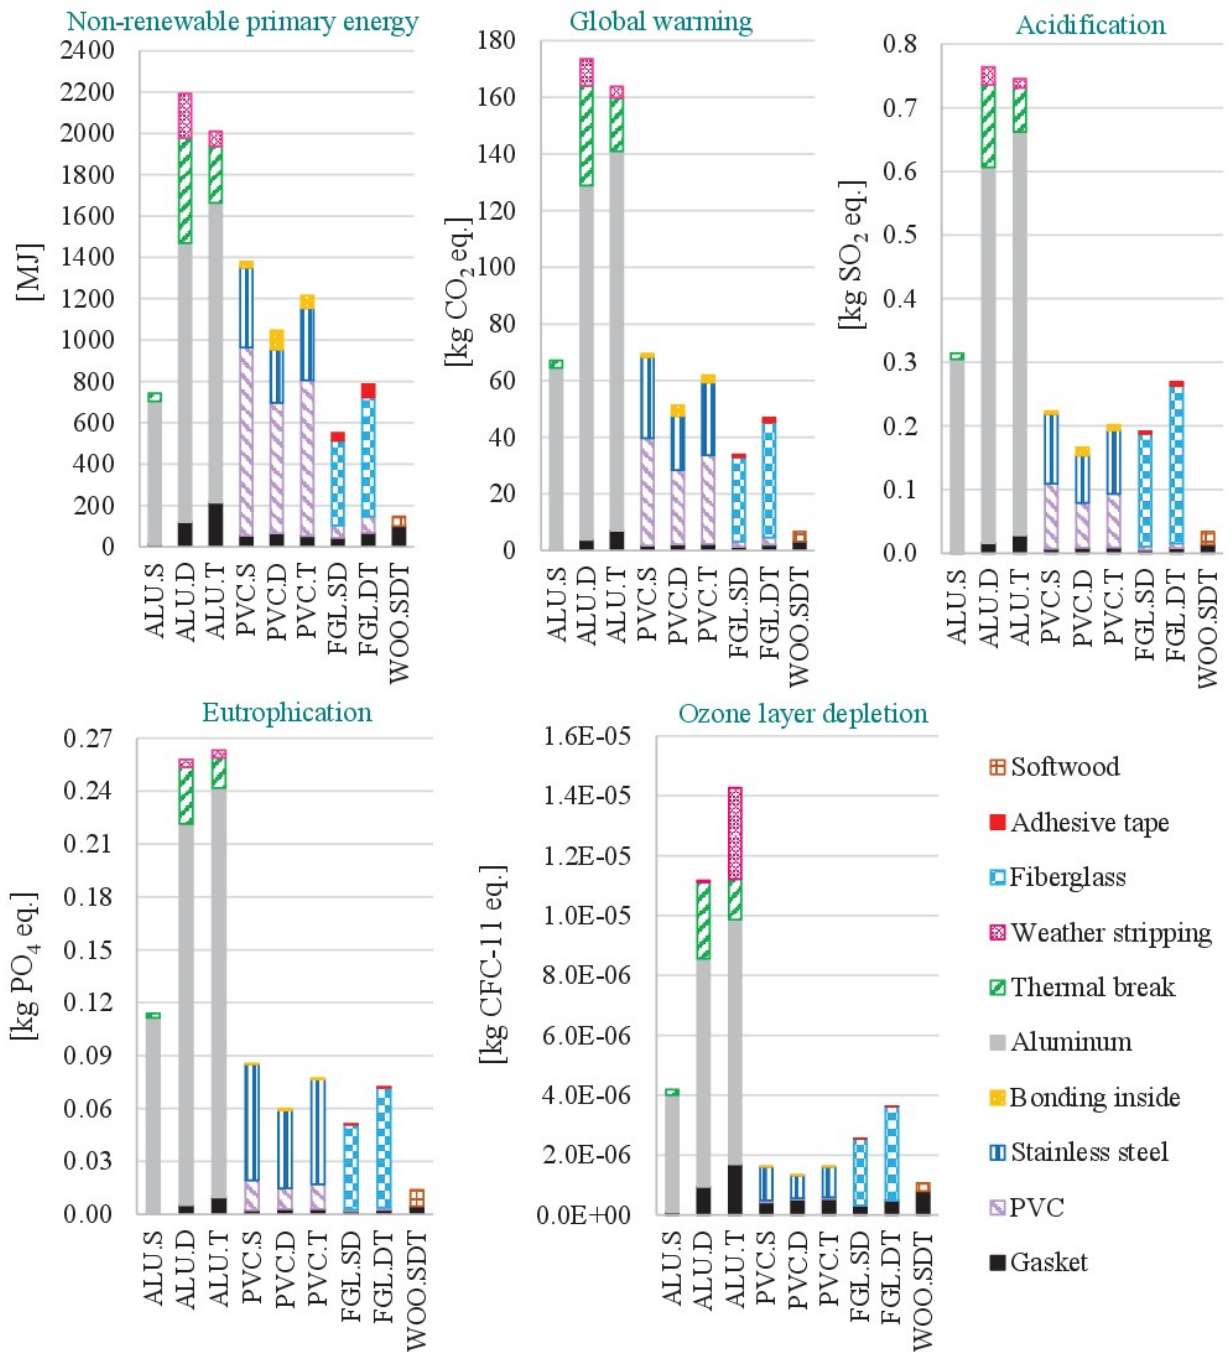 Non-renewable primary energy
2400
2200
2000
1800
1600
1400
1200
1000
800
600
400
200
0
[MJ]
ALU.S
ALU.D
ALU.T
PVC.S
PVC.D
PVC.T
FGL.SD
FGL.DT
WOO.SDT
Global warming
180
160
140
120
100
80
60
40
20
0
[kg CO₂ eq.]
ALU.S
ALU.D
ALU.T
PVC.S
PVC.D
PVC.T
FGL.SD
FGL.DT
WOO.SDT
Acidification
0.8
0.7
0.6
0.5
0.4
0.3
0.2
0.1
0.0
[kg SO₂ eq.]
ALU.S
ALU.D
ALU.T
PVC.S
PVC.D
PVC.T
FGL.SD
FGL.DT
WOO.SDT
Eutrophication
0.27
0.24
0.21
0.18
0.15
0.12
0.09
0.06
0.03
0.00
[kg PO₄ eq.]
ALU.S
ALU.D
ALU.T
PVC.S
PVC.D
PVC.T
FGL.SD
FGL.DT
WOO.SDT
Ozone layer depletion
1.6E-05
1.4E-05
1.2E-05
1.0E-05
8.0E-06
6.0E-06
4.0E-06
2.0E-06
0.0E+00
[kg CFC-11 eq.]
ALU.S
ALU.D
ALU.T
PVC.S
PVC.D
PVC.T
FGL.SD
FGL.DT
WOO.SDT
Softwood
Adhesive tape
Fiberglass
Weather stripping
Thermal break
Aluminum
Bonding inside
Stainless steel
PVC
Gasket